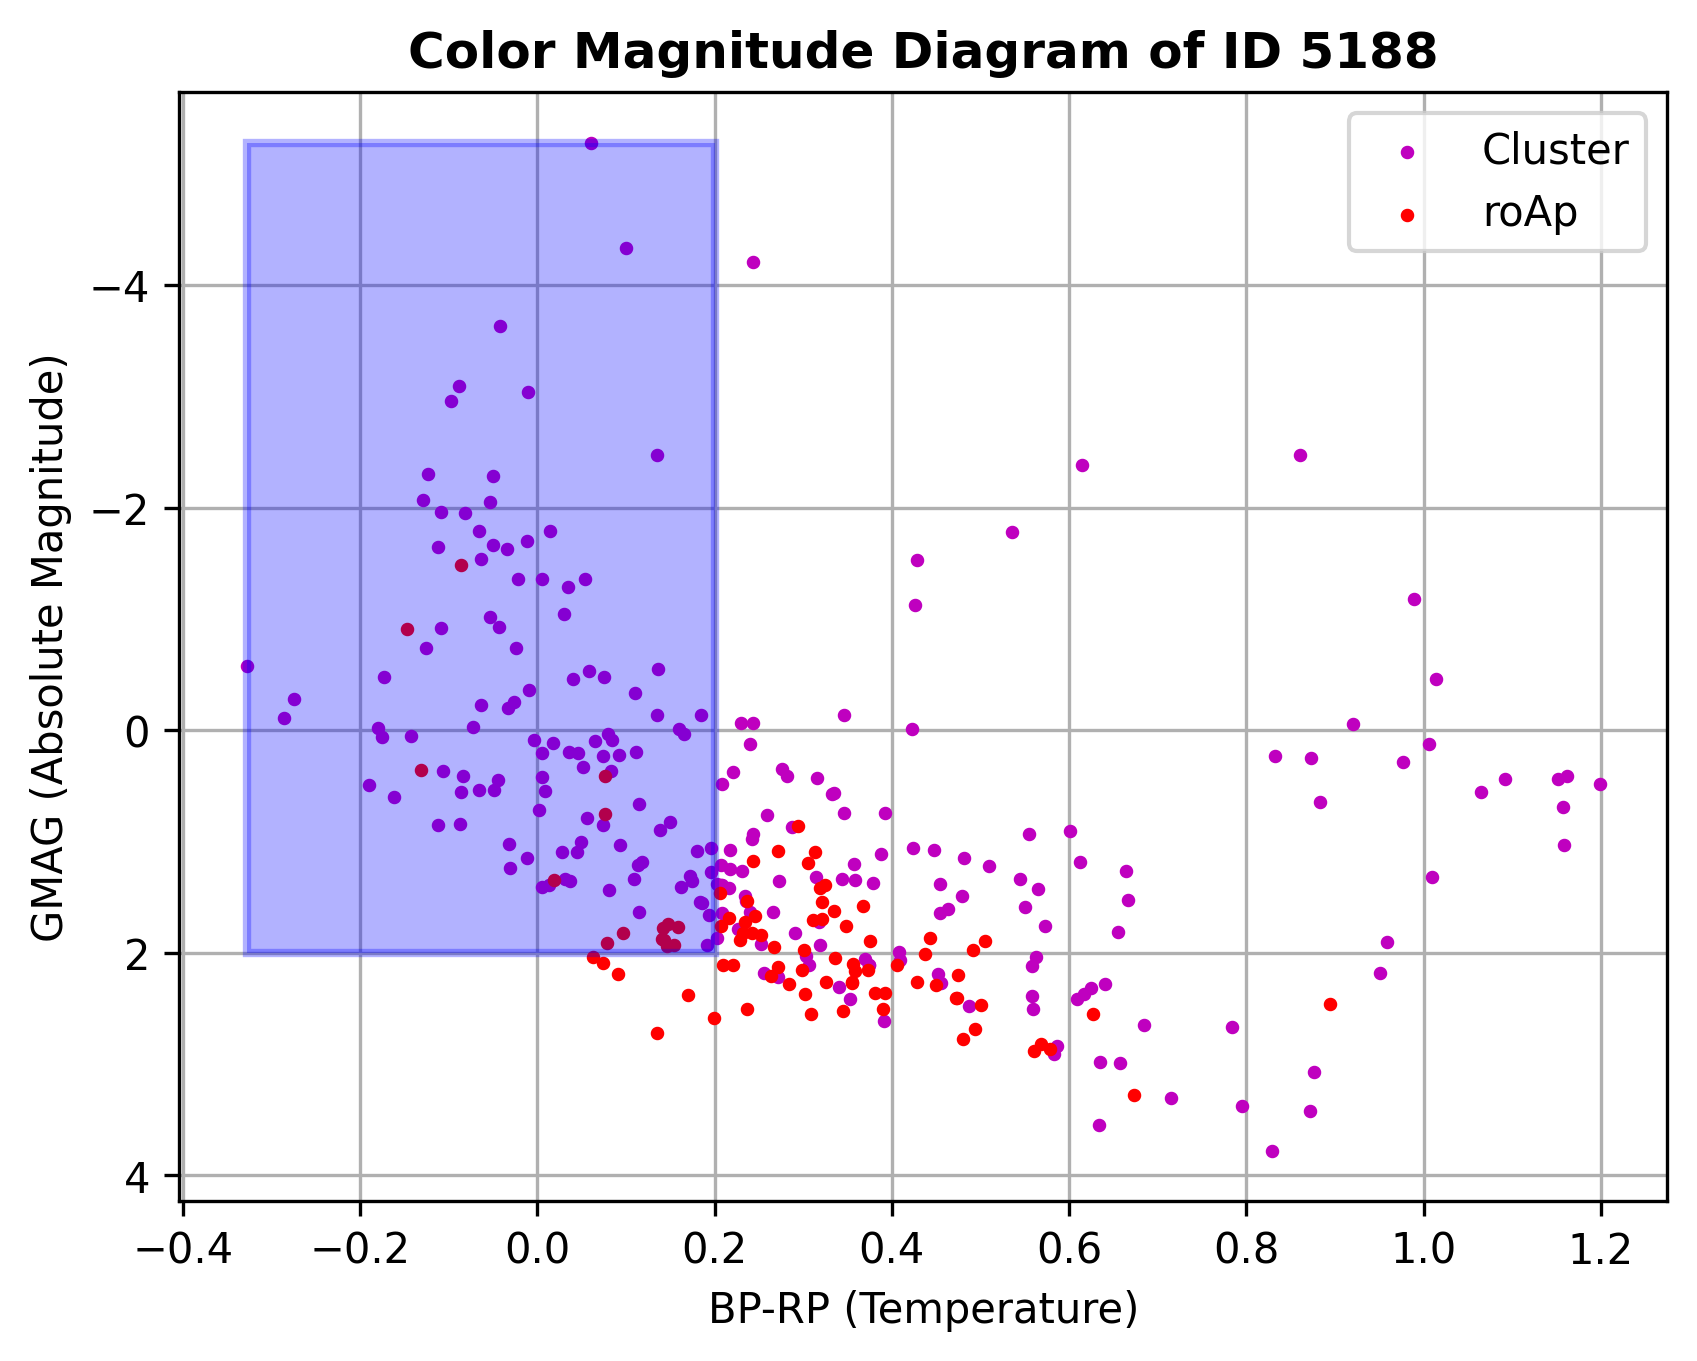 Color Magnitude Diagram of ID 5188
Cluster
roAp
GMAG (Absolute Magnitude)
−4
−2
0
2
4
−0.4 −0.2 0.0 0.2 0.4 0.6 0.8 1.0 1.2
BP-RP (Temperature)